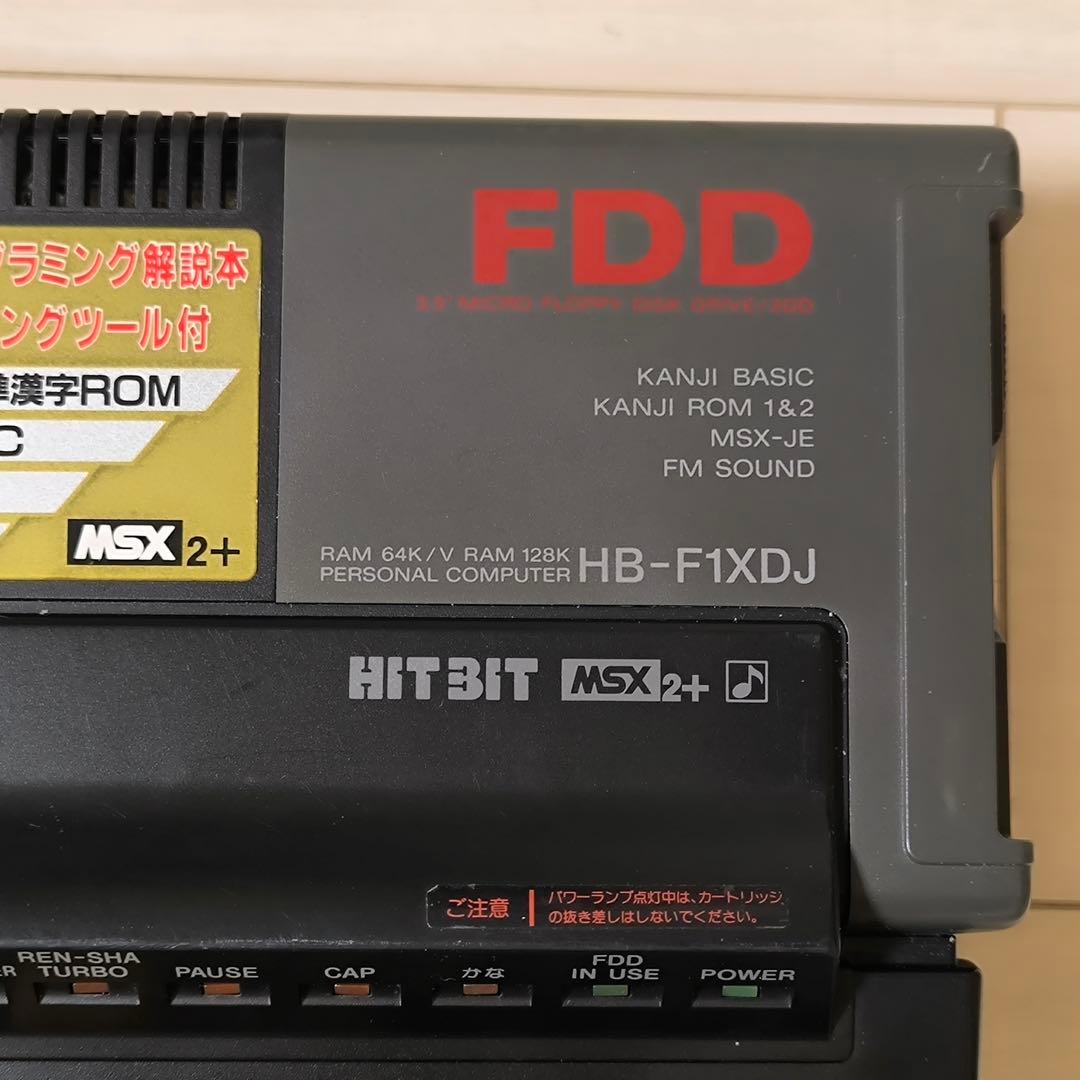 FDD
3.5" MICRO FLOPPY DISK DRIVE/2DD
グラミング解説本
ングツール付
準漢字ROM
C
MSX 2+
KANJI BASIC
KANJI ROM 1&2
MSX-JE
FM SOUND
RAM 64K/V RAM 128K
PERSONAL COMPUTER HB-F1XDJ
HITBIT MSX 2+
ご注意
パワーランプ点灯中は、カートリッジ
の抜き差しはしないでください。
REN-SHA
TURBO
PAUSE
CAP
かな
FDD
IN USE
POWER